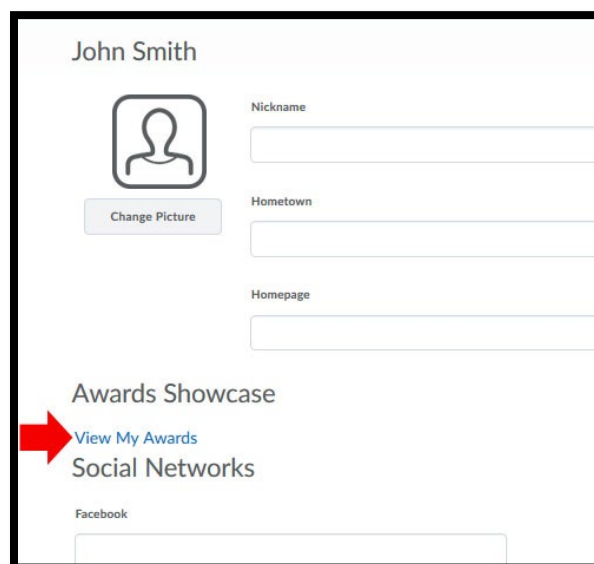 John Smith
Nickname
Change Picture
Hometown
Homepage
Awards Showcase
View My Awards
Social Networks
Facebook